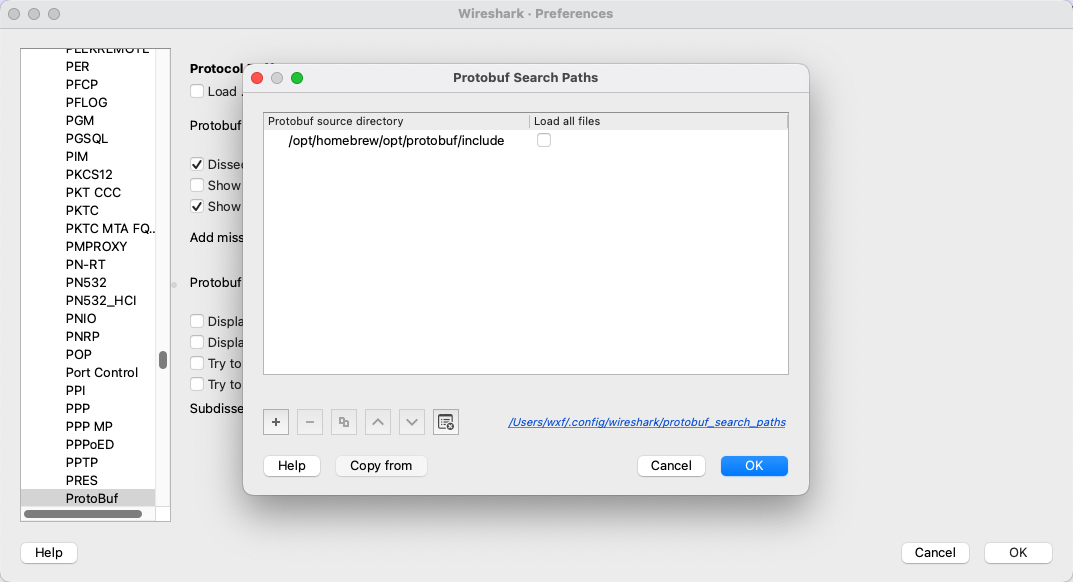 Wireshark · Preferences
PEEKREMOTE
PER
PFCP
PFLOG
PGM
PGSQL
PIM
PKCS12
PKT CCC
PKTC
PKTC MTA FQ..
PMPROXY
PN-RT
PN532
PN532_HCI
PNIO
PNRP
POP
Port Control
PPI
PPP
PPP MP
PPPoED
PPTP
PRES
ProtoBuf
Protocol
Load
Protobuf
Dissec
Show
Show
Add miss
Protobuf
Displa
Displa
Try to
Try to
Subdisse
Protobuf Search Paths
Protobuf source directory
Load all files
/opt/homebrew/opt/protobuf/include
/Users/wxf/.config/wireshark/protobuf_search_paths
Help
Copy from
Cancel
OK
Help
Cancel
OK